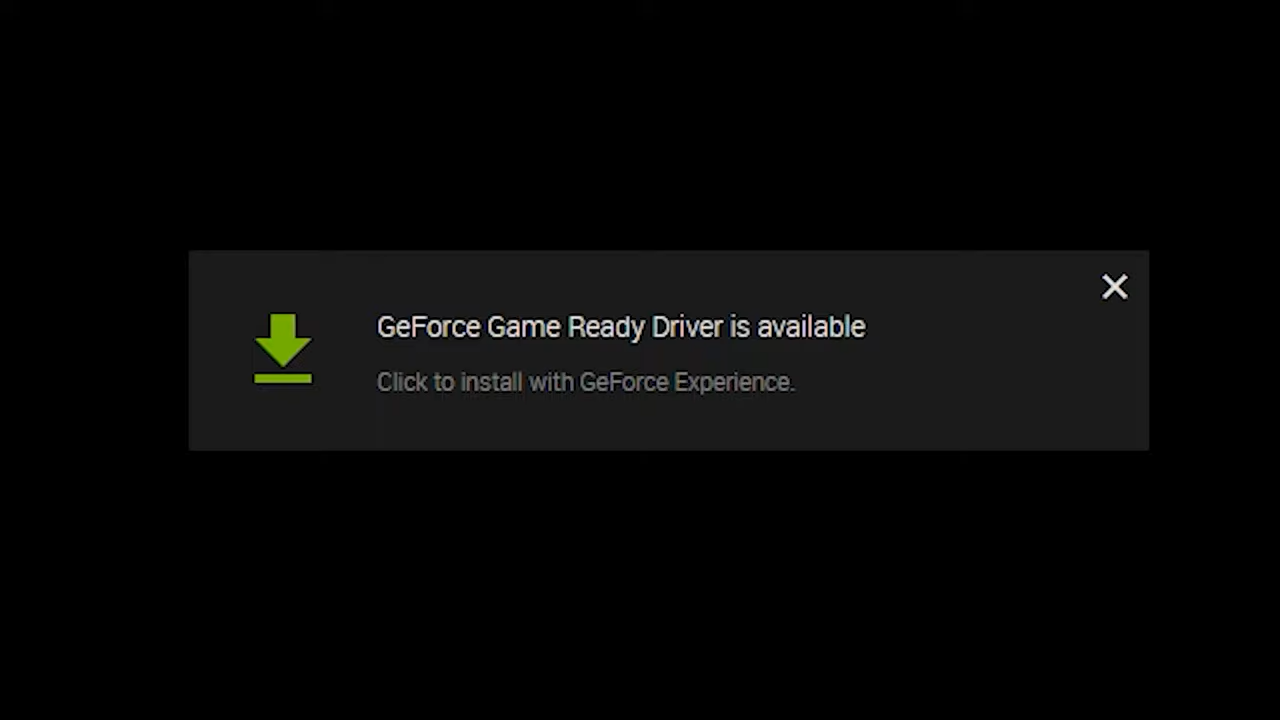 GeForce Game Ready Driver is available
Click to install with GeForce Experience.